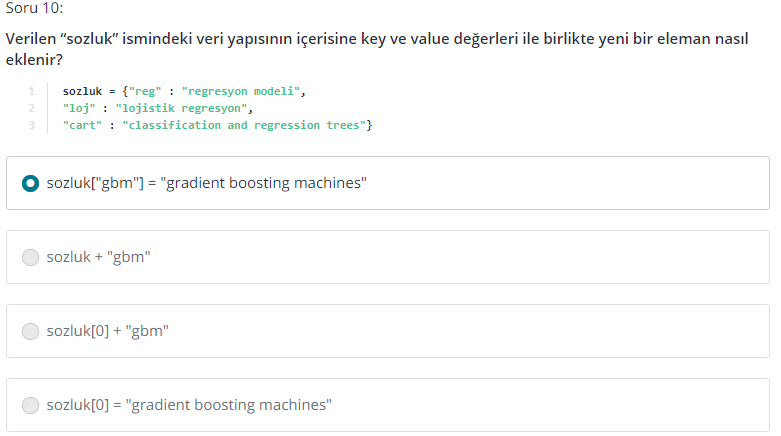 Soru 10:
Verilen “sozluk” ismindeki veri yapısının içerisine key ve value değerleri ile birlikte yeni bir eleman nasıl
eklenir?
1 sozluk = {"reg" : "regresyon modeli",
2 "loj" : "lojistik regresyon",
3 "cart" : "classification and regression trees"}
sozluk["gbm"] = "gradient boosting machines"
sozluk + "gbm"
sozluk[0] + "gbm"
sozluk[0] = "gradient boosting machines"